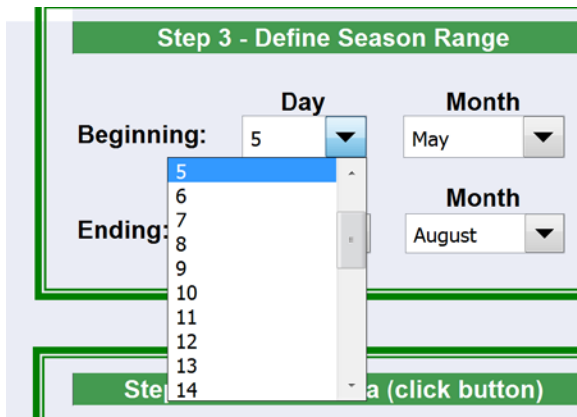 Step 3 - Define Season Range
Day Month
Beginning: 5 May
5
6
Month
7
Ending: August
8
9
10
11
12
13
Step a (click button)
14